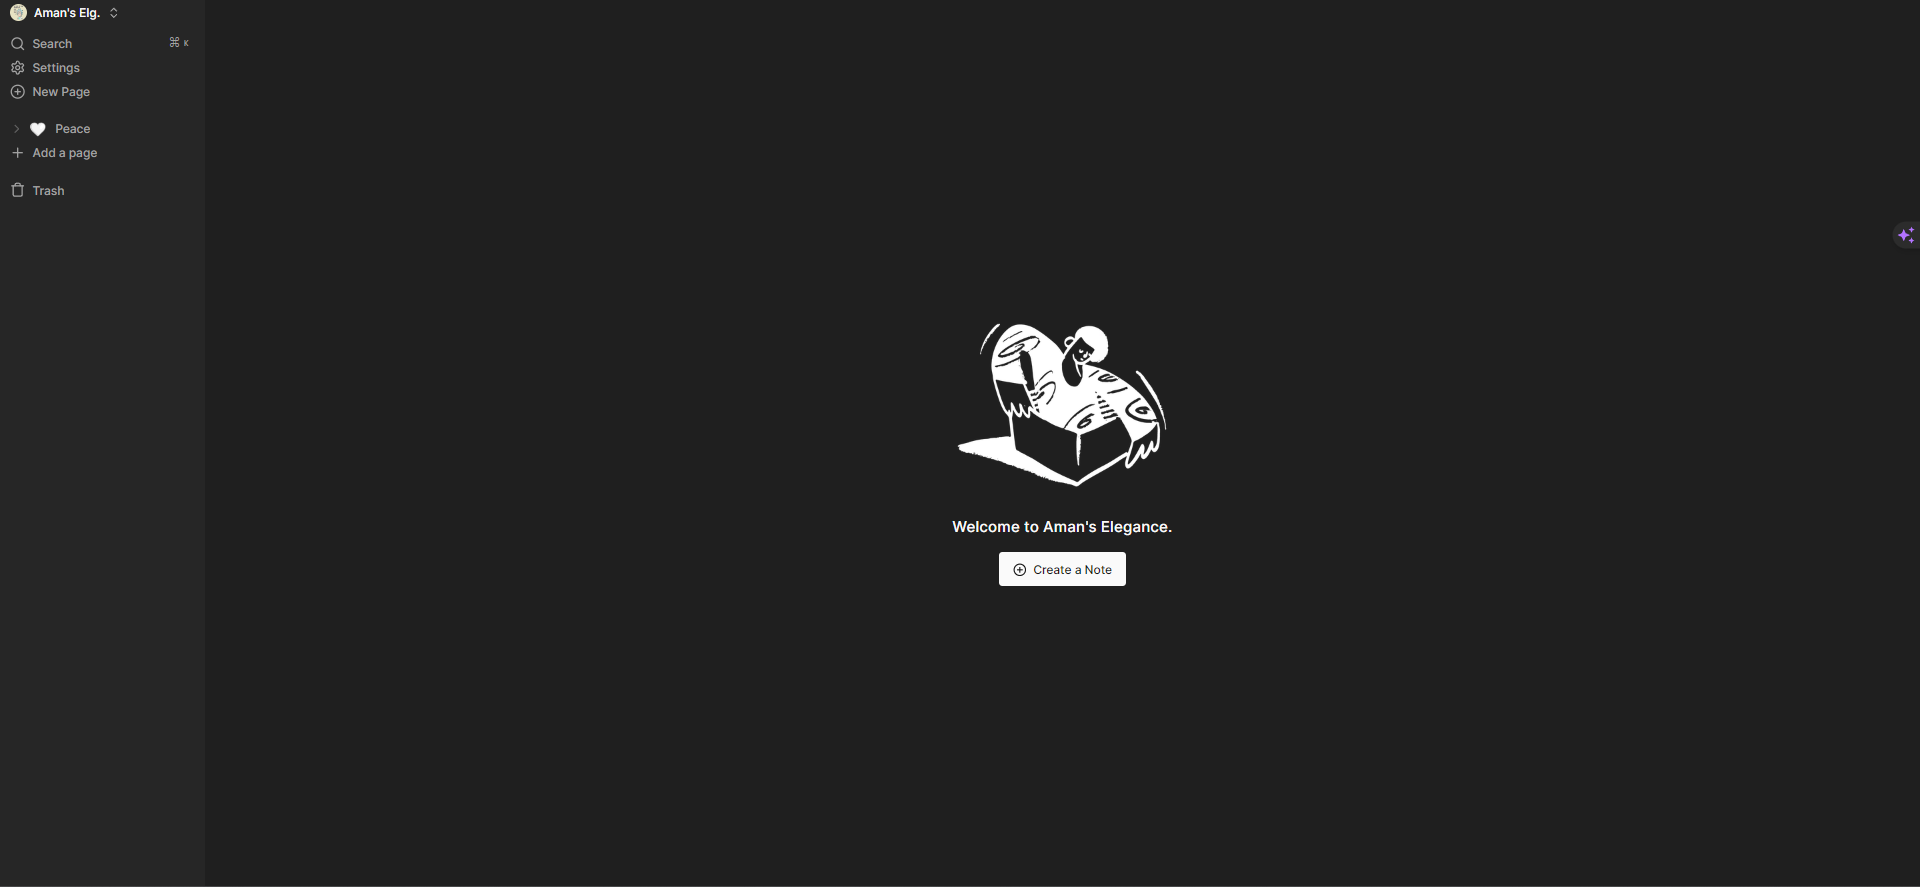 Aman's Elg.
Search ⌘ K
Settings
New Page
Peace
Add a page
Trash
Welcome to Aman's Elegance.
Create a Note